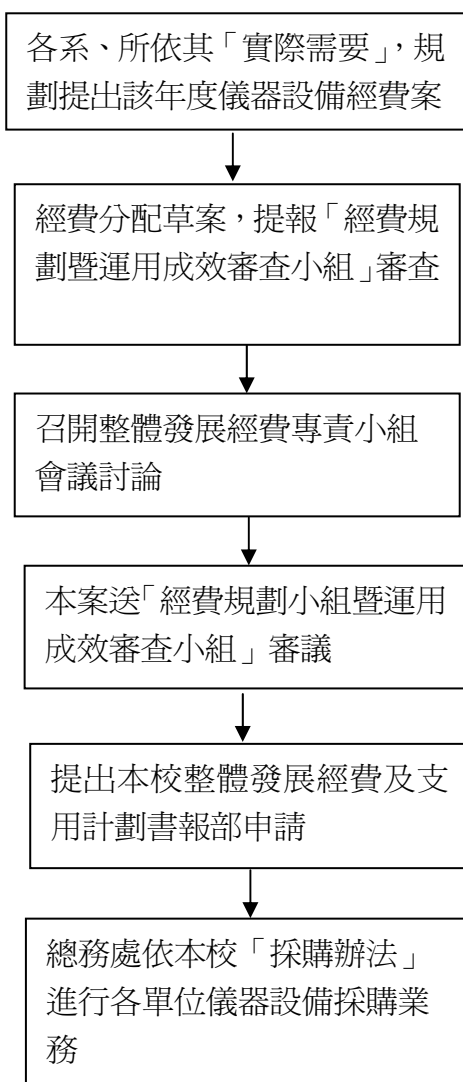 各系、所依其「實際需要」，規
劃提出該年度儀器設備經費案
經費分配草案，提報「經費規
劃暨運用成效審查小組」審查
召開整體發展經費專責小組
會議討論
本案送「經費規劃小組暨運用
成效審查小組」審議
提出本校整體發展經費及支
用計劃書報部申請
總務處依本校「採購辦法」
進行各單位儀器設備採購業
務